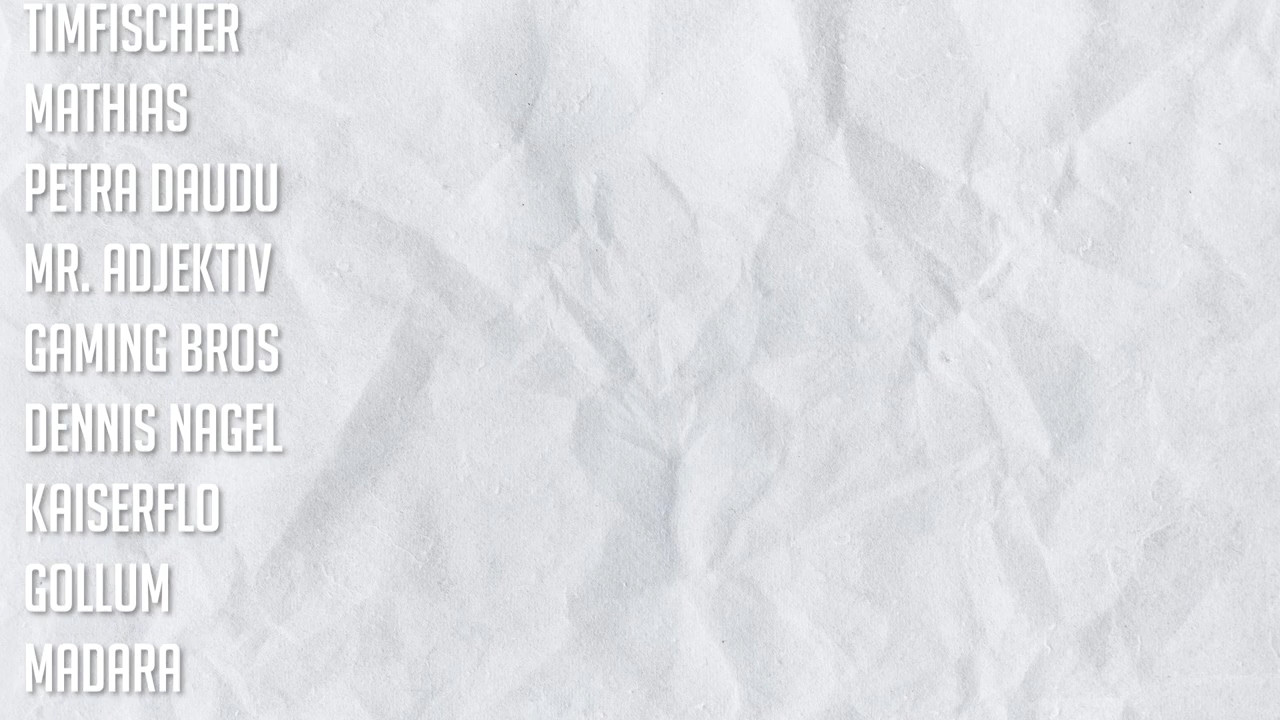 TIMFISCHER
MATHIAS
PETRA DAUDU
MR. ADJEKTIV
GAMING BROS
DENNIS NAGEL
KAISERFLO
GOLLUM
MADARA